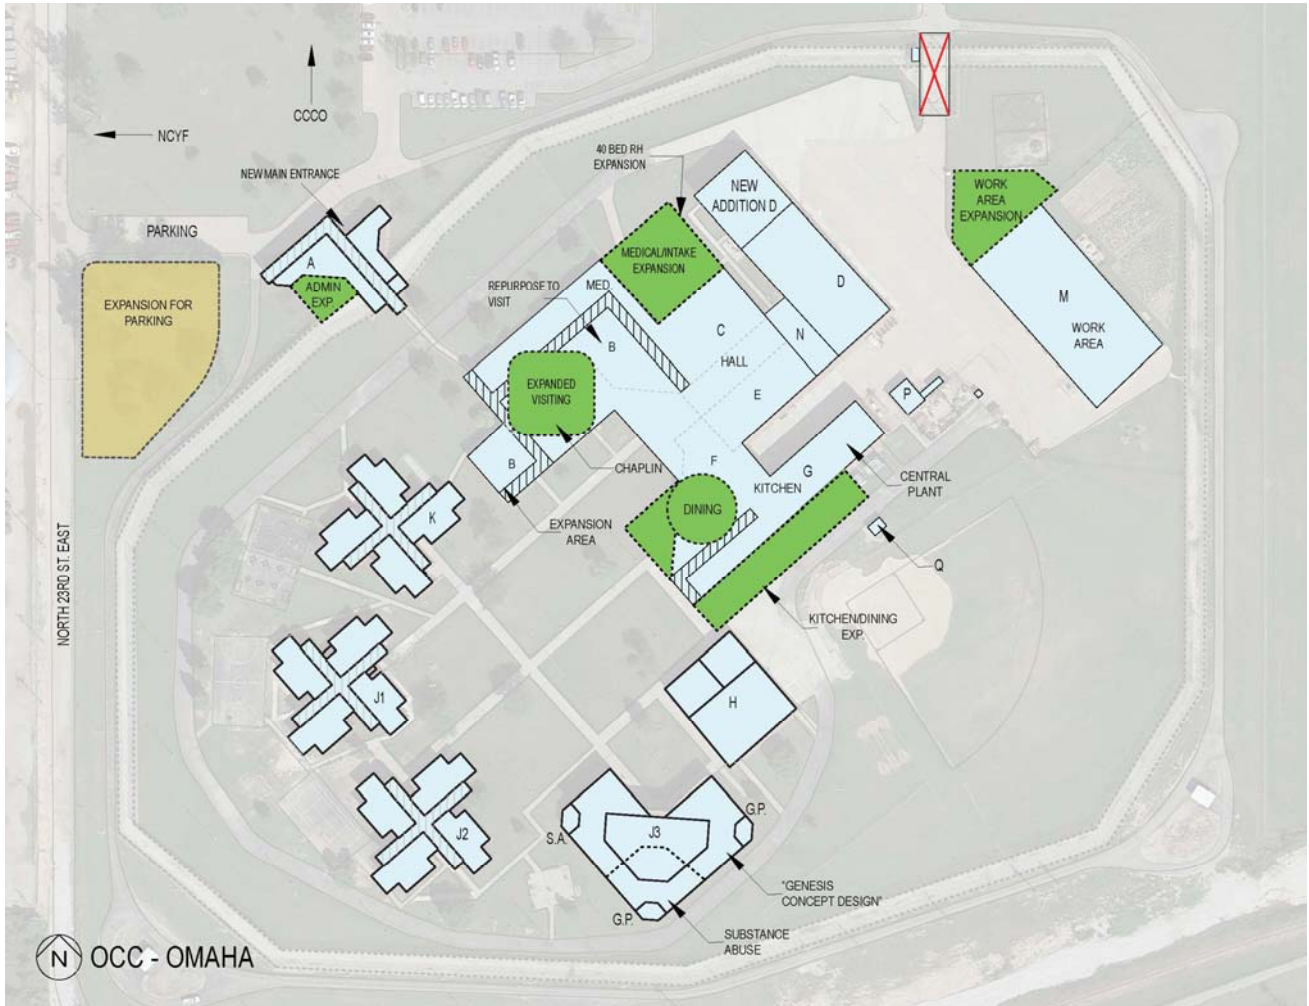 CCCO
NCYF
NEW MAIN ENTRANCE
PARKING
A
ADMIN
EXP.
EXPANSION FOR
PARKING
40 BED RH
EXPANSION
NEW
ADDITION D
MEDICAL/INTAKE
EXPANSION
REPURPOSE TO
VISIT
MED.
D
C
N
HALL
B
E
EXPANDED
VISITING
WORK
AREA
EXPANSION
M
WORK
AREA
P
B
CHAPLIN
F
G
KITCHEN
CENTRAL
PLANT
DINING
EXPANSION
AREA
K
Q
KITCHEN/DINING
EXP.
NORTH 23RD ST. EAST
J1
H
J2
J3
S.A.
G.P.
G.P.
"GENESIS
CONCEPT DESIGN"
SUBSTANCE
ABUSE
N
OCC - OMAHA